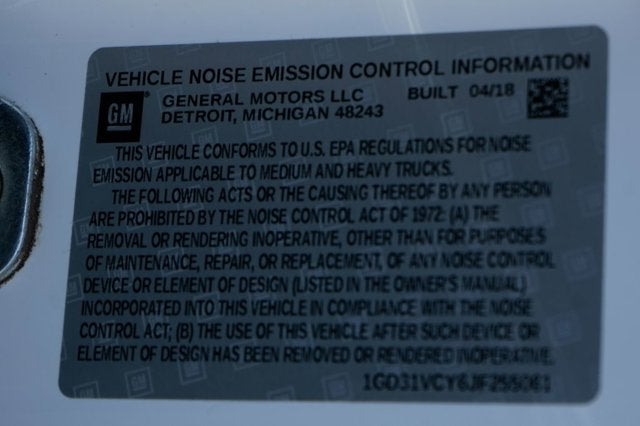 VEHICLE NOISE EMISSION CONTROL INFORMATION
GM GENERAL MOTORS LLC BUILT 04/18
DETROIT, MICHIGAN 48243
THIS VEHICLE CONFORMS TO U.S. EPA REGULATIONS FOR NOISE
EMISSION APPLICABLE TO MEDIUM AND HEAVY TRUCKS.
THE FOLLOWING ACTS OR THE CAUSING THEREOF BY ANY PERSON
ARE PROHIBITED BY THE NOISE CONTROL ACT OF 1972: (A) THE
REMOVAL OR RENDERING INOPERATIVE, OTHER THAN FOR PURPOSES
OF MAINTENANCE, REPAIR, OR REPLACEMENT, OF ANY NOISE CONTROL
DEVICE OR ELEMENT OF DESIGN (LISTED IN THE OWNER'S MANUAL)
INCORPORATED INTO THIS VEHICLE IN COMPLIANCE WITH THE NOISE
CONTROL ACT; (B) THE USE OF THIS VEHICLE AFTER SUCH DEVICE OR
ELEMENT OF DESIGN HAS BEEN REMOVED OR RENDERED INOPERATIVE.